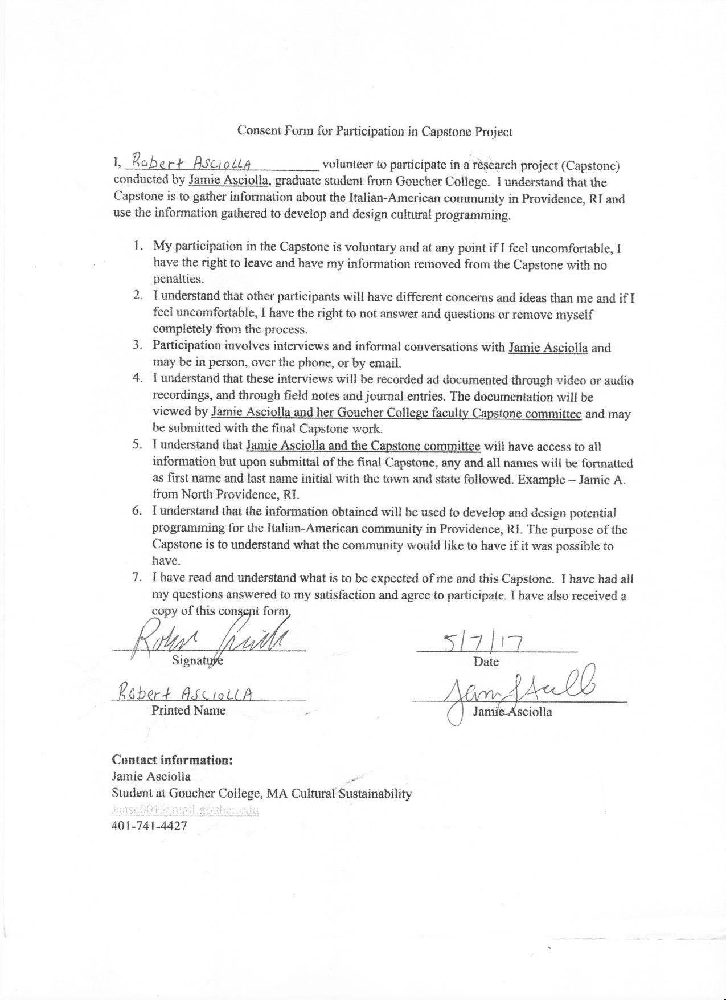 Consent Form for Participation in Capstone Project
I, Robert Asciolla volunteer to participate in a research project (Capstone)
conducted by Jamie Asciolla, graduate student from Goucher College. I understand that the
Capstone is to gather information about the Italian-American community in Providence, RI and
use the information gathered to develop and design cultural programming.
1. My participation in the Capstone is voluntary and at any point if I feel uncomfortable, I
have the right to leave and have my information removed from the Capstone with no
penalties.
2. I understand that other participants will have different concerns and ideas than me and if I
feel uncomfortable, I have the right to not answer and questions or remove myself
completely from the process.
3. Participation involves interviews and informal conversations with Jamie Asciolla and
may be in person, over the phone, or by email.
4. I understand that these interviews will be recorded ad documented through video or audio
recordings, and through field notes and journal entries. The documentation will be
viewed by Jamie Asciolla and her Goucher College faculty Capstone committee and may
be submitted with the final Capstone work.
5. I understand that Jamie Asciolla and the Capstone committee will have access to all
information but upon submittal of the final Capstone, any and all names will be formatted
as first name and last name initial with the town and state followed. Example – Jamie A.
from North Providence, RI.
6. I understand that the information obtained will be used to develop and design potential
programming for the Italian-American community in Providence, RI. The purpose of the
Capstone is to understand what the community would like to have if it was possible to
have.
7. I have read and understand what is to be expected of me and this Capstone. I have had all
my questions answered to my satisfaction and agree to participate. I have also received a
copy of this consent form.
5/7/17
Signature Date
Robert Asciolla
Printed Name Jamie Asciolla
Contact information:
Jamie Asciolla
Student at Goucher College, MA Cultural Sustainability
Jaasc001@mail.gouher.edu
401-741-4427